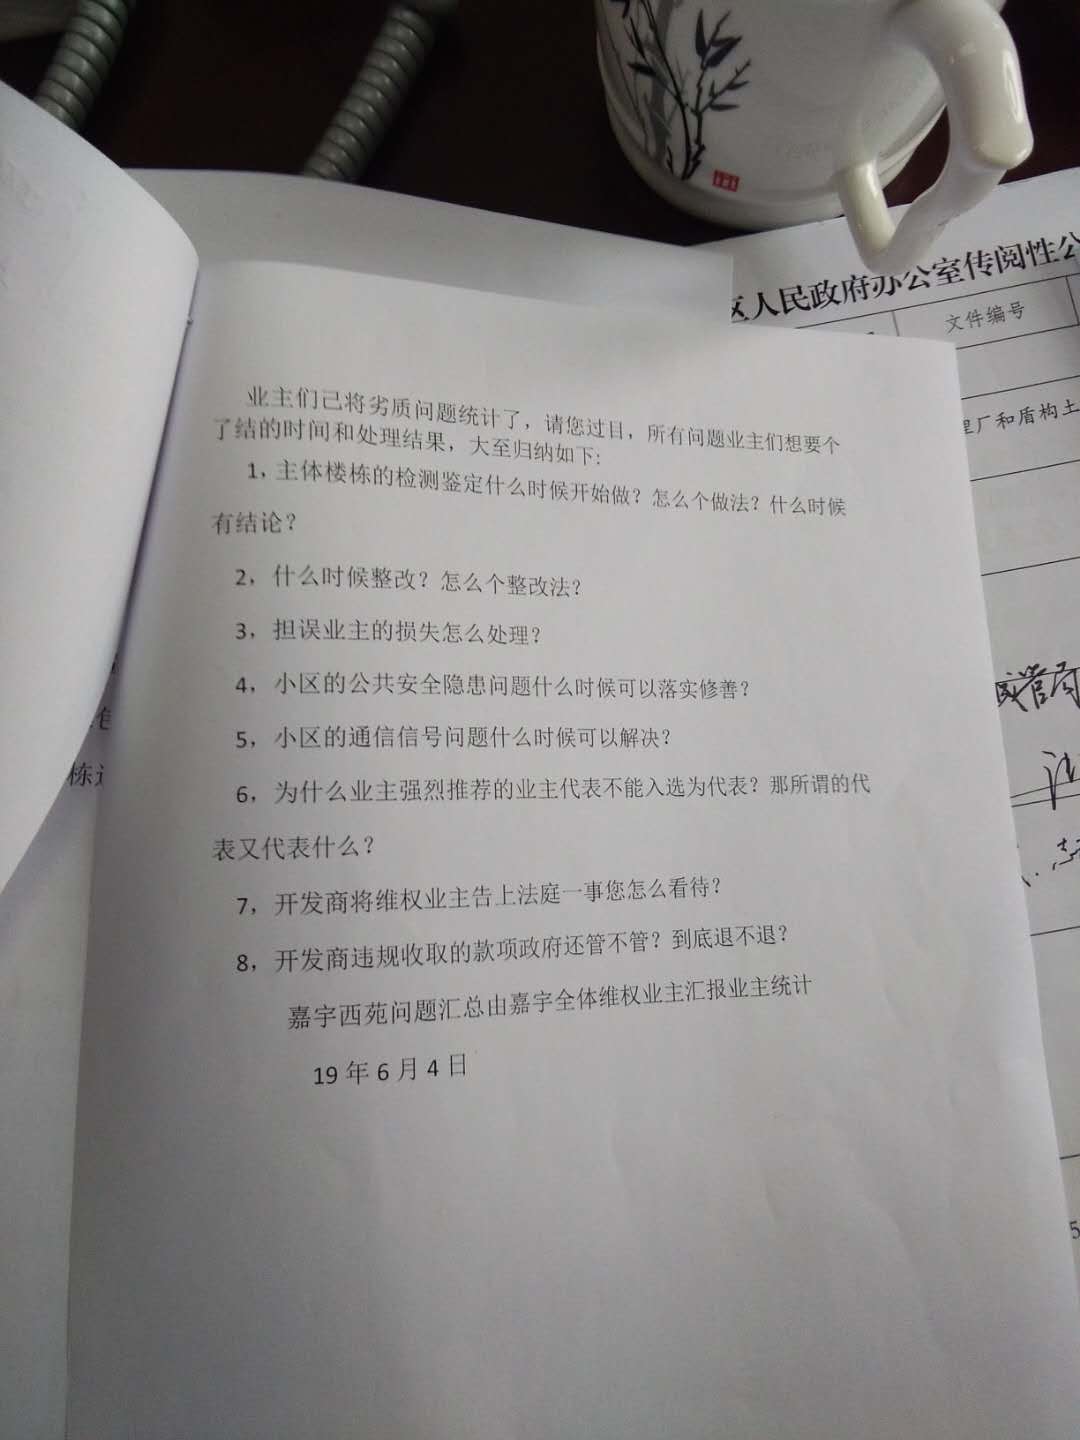 业主们己将劣质问题统计了，请您过目，所有问题业主们想要个
了结的时间和处理结果，大至归纳如下:
1, 主体楼栋的检测鉴定什么时候开始做？怎么个做法？什么时候
有结论？
2，什么时候整改？怎么个整改法？
3，担误业主的损失怎么处理？
4，小区的公共安全隐患问题什么时候可以落实修善？
5，小区的通信信号问题什么时候可以解决？
6，为什么业主强烈推荐的业主代表不能入选为代表？那所谓的代
表又代表什么？
7，开发商将维权业主告上法庭一事您怎么看待？
8，开发商违规收取的款项政府还管不管？到底退不退？
嘉宇西苑问题汇总由嘉宇全体维权业主汇报业主统计
19 年 6 月 4 日
区人民政府办公室传阅性公
文件编号
理厂和盾构土
栋
5